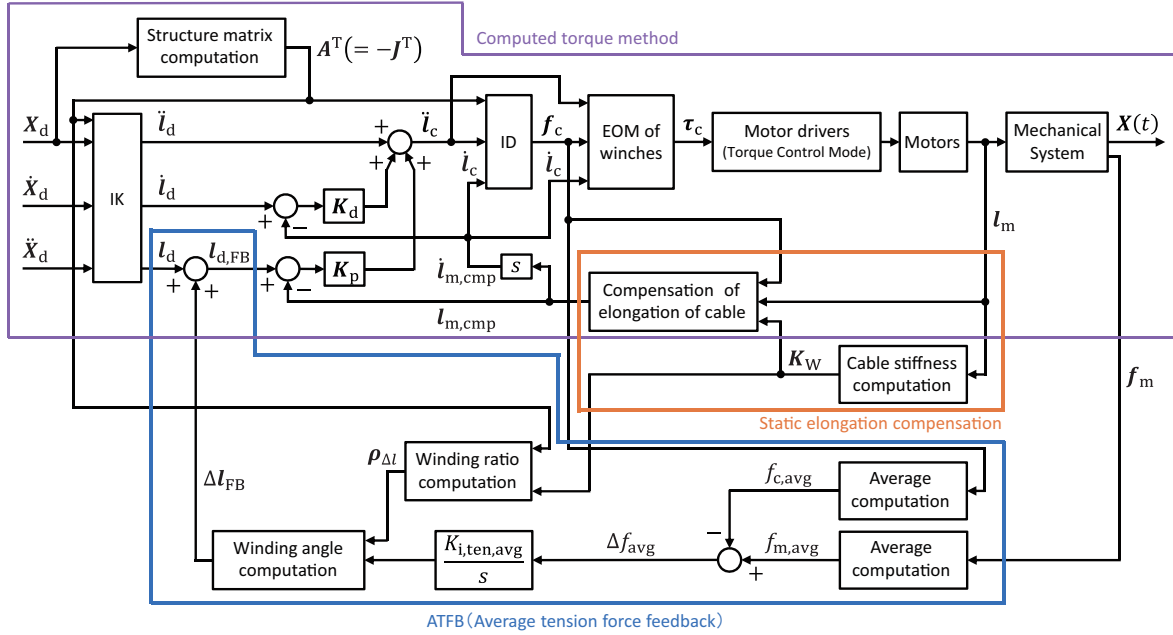 Structure matrix
computation
𝑨ᵀ(= −𝑱ᵀ)
Computed torque method
𝑿_d
𝑿̇_d
𝑿̈_d
IK
𝒍̈_d
𝒍̇_d
𝒍_d
𝒍_d,FB
+
+
+
+
−
+
−
+
+
𝑲_d
𝑲_p
𝒍̈_c
𝒍̇_c
ID
𝒇_c
𝒍̇_c
EOM of
winches
𝝉_c
Motor drivers
(Torque Control Mode)
Motors
Mechanical
System
𝑿(t)
𝒍_m
𝒇_m
s
𝒍̇_m,cmp
𝒍_m,cmp
Compensation of
elongation of cable
𝑲_W
Cable stiffness
computation
Static elongation compensation
𝝆_Δl
Winding ratio
computation
Δ𝒍_FB
Winding angle
computation
K_i,ten,avg
s
Δf_avg
−
+
f_c,avg
f_m,avg
Average
computation
Average
computation
ATFB(Average tension force feedback)